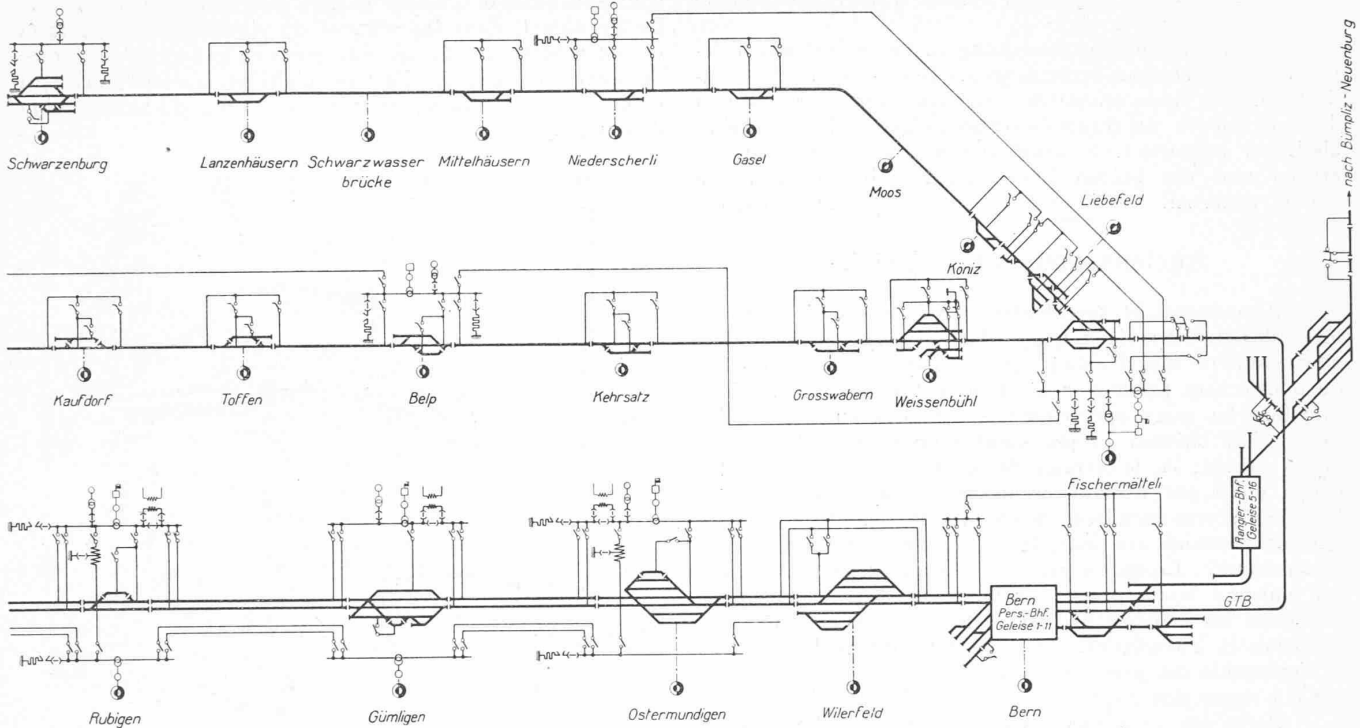 Schwarzenburg
Lanzenhäusern
Schwarzwasser
brücke
Mittelhäusern
Niederscherli
Gasel
Moos
Liebefeld
Köniz
→ nach Bümpliz-Neuenburg
Kaufdorf
Toffen
Belp
Kehrsatz
Grosswabern
Weissenbühl
Fischermätteli
Rangier-Bhf.
Geleise 5-16
GTB
Bern
Pers.-Bhf.
Geleise 1-11
Rubigen
Gümligen
Ostermundigen
Wilerfeld
Bern